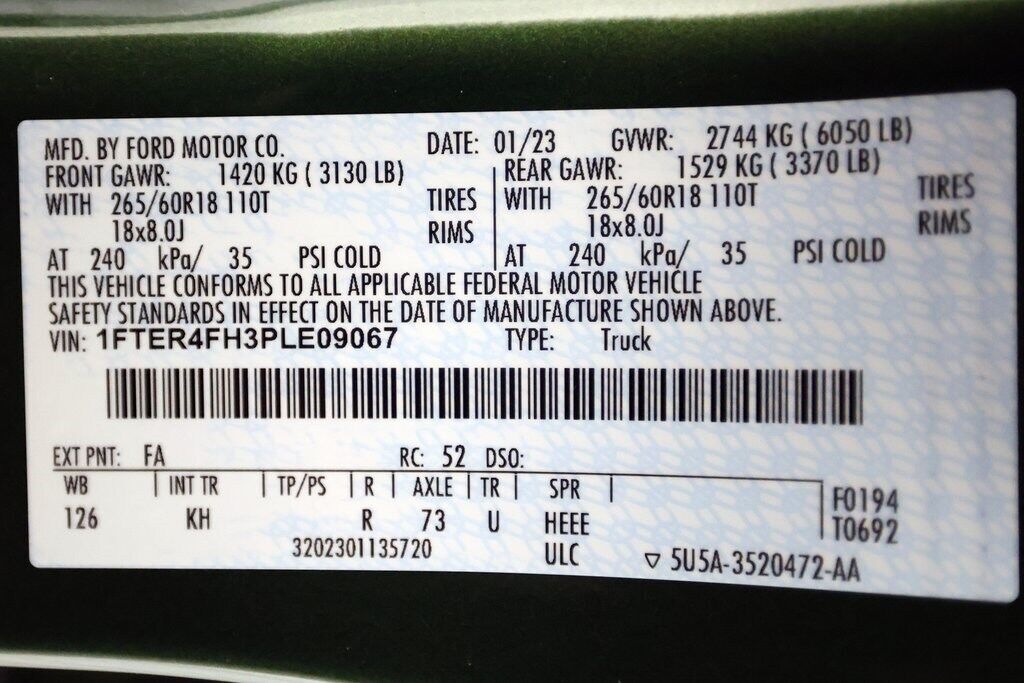 MFD. BY FORD MOTOR CO. DATE: 01/23 GVWR: 2744 KG ( 6050 LB)
FRONT GAWR: 1420 KG ( 3130 LB) REAR GAWR: 1529 KG ( 3370 LB)
WITH 265/60R18 110T TIRES WITH 265/60R18 110T TIRES
18x8.0J RIMS 18x8.0J RIMS
AT 240 kPa/ 35 PSI COLD AT 240 kPa/ 35 PSI COLD
THIS VEHICLE CONFORMS TO ALL APPLICABLE FEDERAL MOTOR VEHICLE
SAFETY STANDARDS IN EFFECT ON THE DATE OF MANUFACTURE SHOWN ABOVE.
VIN: 1FTER4FH3PLE09067 TYPE: Truck
EXT PNT: FA RC: 52 DSO:
WB INT TR TP/PS R AXLE TR SPR F0194
126 KH R 73 U HEEE T0692
3202301135720 ULC ▽ 5U5A-3520472-AA